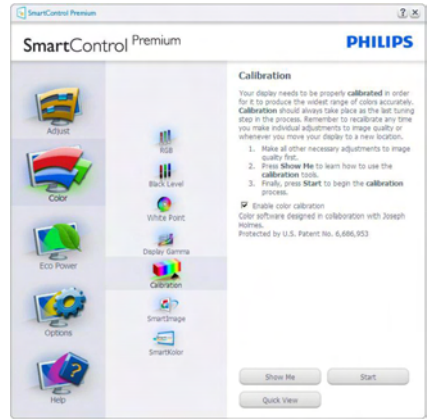 SmartControl Premium
SmartControl Premium
PHILIPS
Adjust
Color
Eco Power
Options
Help
RGB
Black Level
White Point
Display Gamma
Calibration
SmartImage
SmartKolor
Calibration
Your display needs to be properly calibrated in order
for it to produce the widest range of colors accurately.
Calibration should always take place as the last tuning
step in the process. Remember to recalibrate any time
you make individual adjustments to image quality or
whenever you move your display to a new location.
1. Make all other necessary adjustments to image
quality first.
2. Press Show Me to learn how to use the
calibration tools.
3. Finally, press Start to begin the calibration
process.
Enable color calibration
Color software designed in collaboration with Joseph
Holmes.
Protected by U.S. Patent No. 6,686,953
Show Me
Start
Quick View